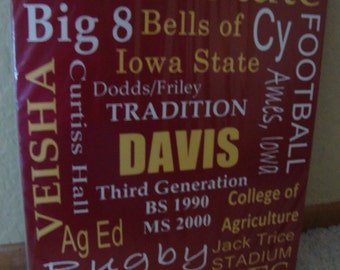 Big 8
Bells of
Iowa State
Cy
FOOTBALL
Ames, Iowa
VEISHA
Curtiss Hall
Dodds/Friley
TRADITION
DAVIS
Third Generation
BS 1990
MS 2000
College of
Agriculture
Ag Ed
Rugby
Jack Trice
STADIUM